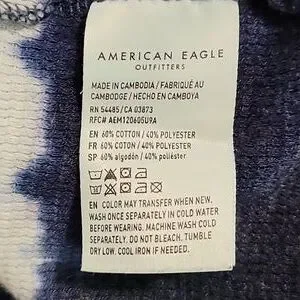 AMERICAN EAGLE
OUTFITTERS
MADE IN CAMBODIA / FABRIQUÉ AU
CAMBODGE / HECHO EN CAMBOYA
RN 54485/CA 03873
RFC# AEM120605U9A
EN 60% COTTON / 40% POLYESTER
FR 60% COTON / 40% POLYESTER
SP 60% algodón / 40% poliéster
EN COLOR MAY TRANSFER WHEN NEW.
WASH ONCE SEPARATELY IN COLD WATER
BEFORE WEARING. MACHINE WASH COLD
SEPARATELY. DO NOT BLEACH. TUMBLE
DRY LOW. COOL IRON IF NEEDED.